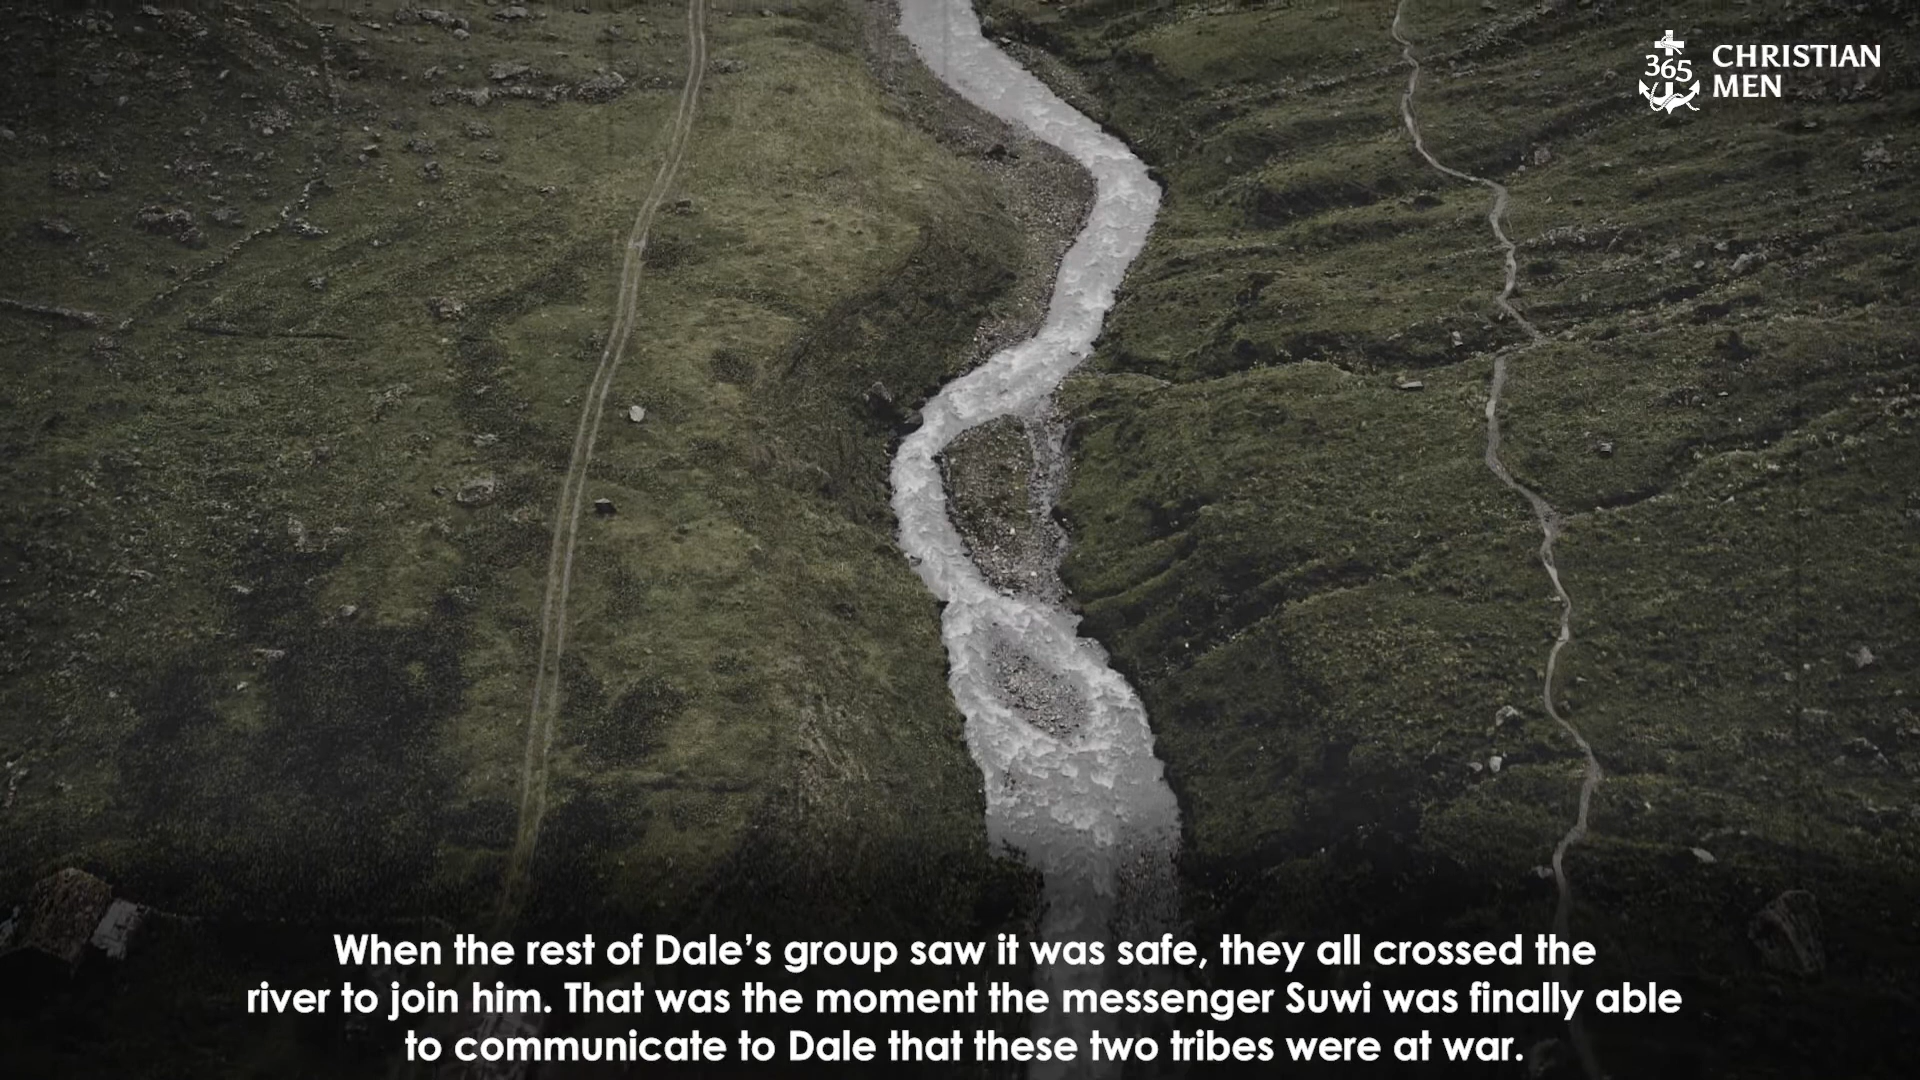 365
CHRISTIAN
MEN
When the rest of Dale’s group saw it was safe, they all crossed the
river to join him. That was the moment the messenger Suwi was finally able
to communicate to Dale that these two tribes were at war.